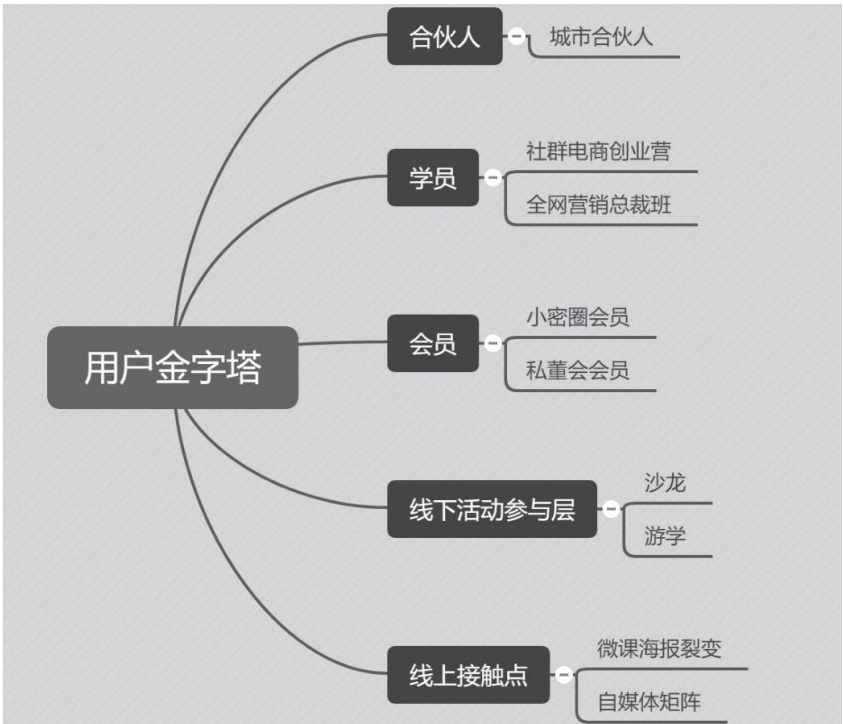 合伙人
城市合伙人
学员
社群电商创业营
全网营销总裁班
用户金字塔
会员
小密圈会员
私董会会员
线下活动参与层
沙龙
游学
线上接触点
微课海报裂变
自媒体矩阵